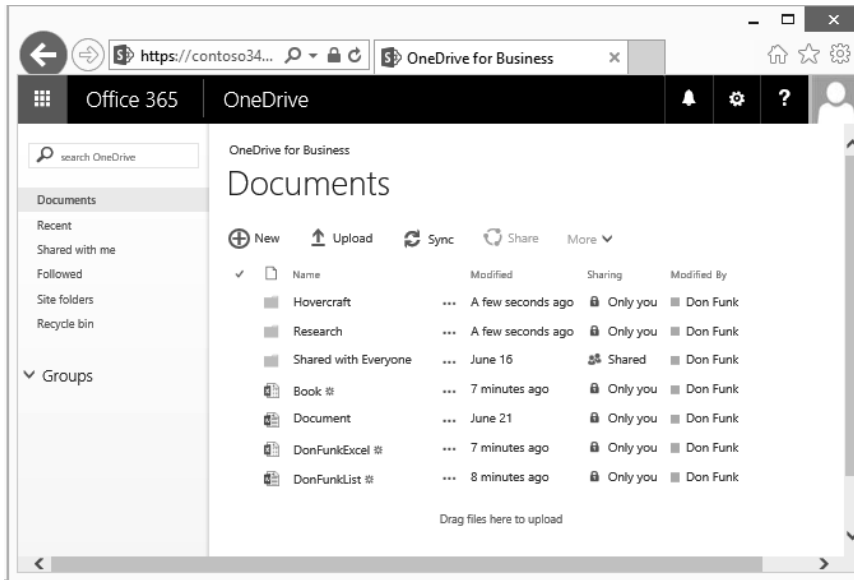 https://contoso34... OneDrive for Business
Office 365 OneDrive ?
search OneDrive
Documents
Recent
Shared with me
Followed
Site folders
Recycle bin
Groups
OneDrive for Business
Documents
New Upload Sync Share More
Name Modified Sharing Modified By
Hovercraft ... A few seconds ago Only you Don Funk
Research ... A few seconds ago Only you Don Funk
Shared with Everyone ... June 16 Shared Don Funk
Book ... 7 minutes ago Only you Don Funk
Document ... June 21 Only you Don Funk
DonFunkExcel ... 7 minutes ago Only you Don Funk
DonFunkList ... 8 minutes ago Only you Don Funk
Drag files here to upload